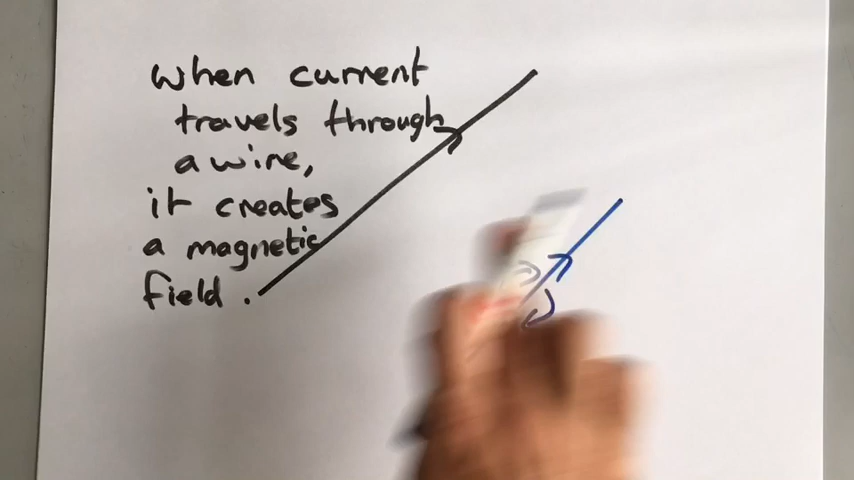 when current
travels through
a wire,
it creates
a magnetic
field.